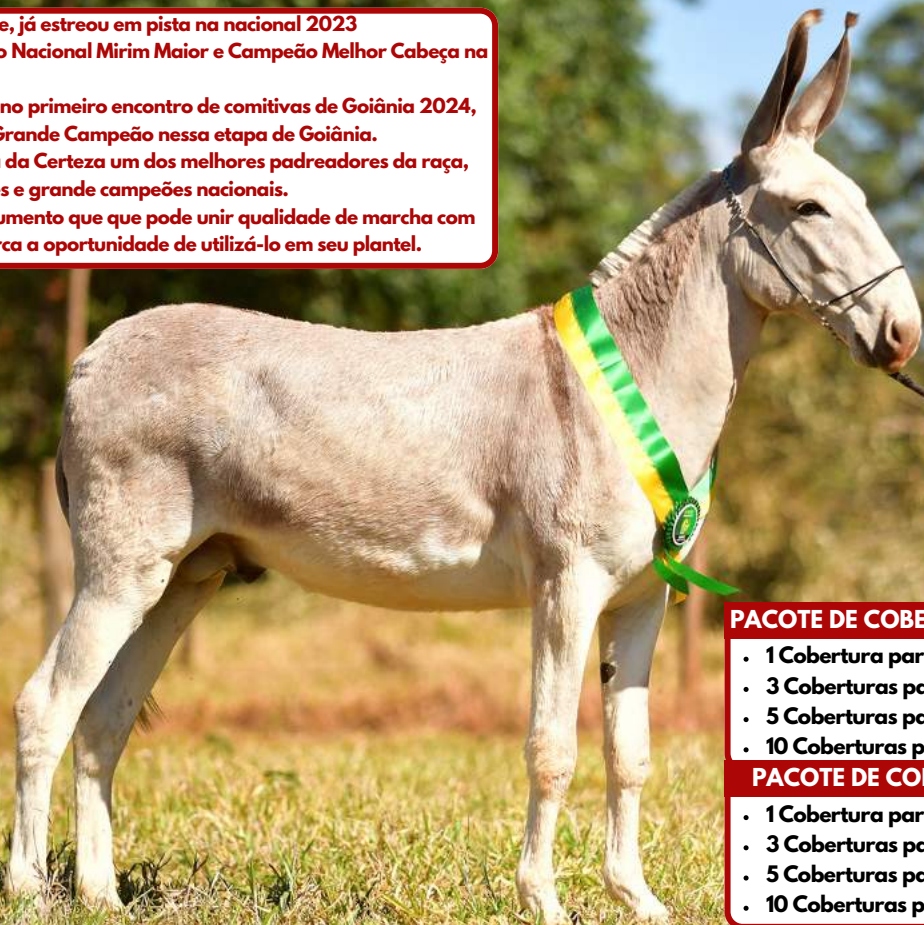 e, já estreou em pista na nacional 2023
o Nacional Mirim Maior e Campeão Melhor Cabeça na
no primeiro encontro de comitivas de Goiânia 2024,
Grande Campeão nessa etapa de Goiânia.
da Certeza um dos melhores padreadores da raça,
s e grande campeões nacionais.
umento que que pode unir qualidade de marcha com
ça a oportunidade de utilizá-lo em seu plantel.
PACOTE DE COBE
• 1 Cobertura par
• 3 Coberturas pa
• 5 Coberturas pa
• 10 Coberturas p
PACOTE DE CO
• 1 Cobertura par
• 3 Coberturas pa
• 5 Coberturas pa
• 10 Coberturas p